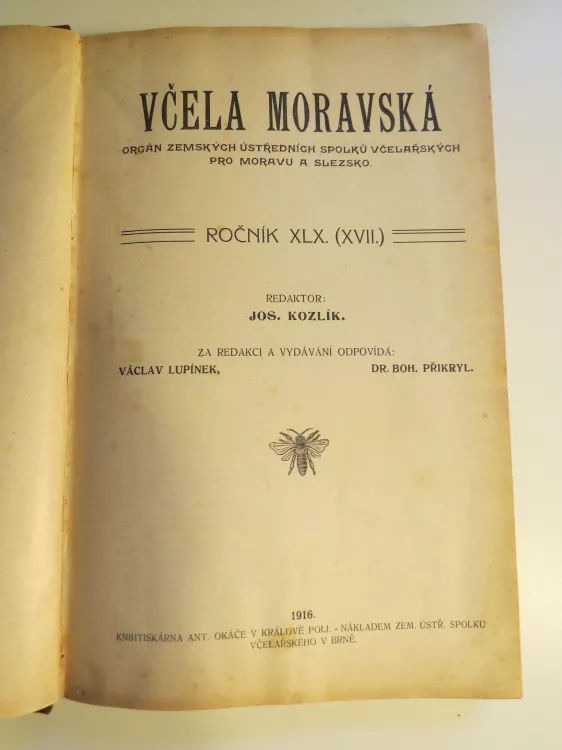 VČELA MORAVSKÁ
ORGÁN ZEMSKÝCH ÚSTŘEDNÍCH SPOLKŮ VČELAŘSKÝCH
PRO MORAVU A SLEZSKO.
ROČNÍK XLX. (XVII.)
REDAKTOR:
JOS. KOZLÍK.
ZA REDAKCI A VYDÁVÁNÍ ODPOVÍDÁ:
VÁCLAV LUPÍNEK, DR. BOH. PŘIKRYL.
1916.
KNIHTISKÁRNA ANT. OKÁČE V KRÁLOVĚ POLI. - NÁKLADEM ZEM. ÚSTŘ. SPOLKU
VČELAŘSKÉHO V BRNĚ.